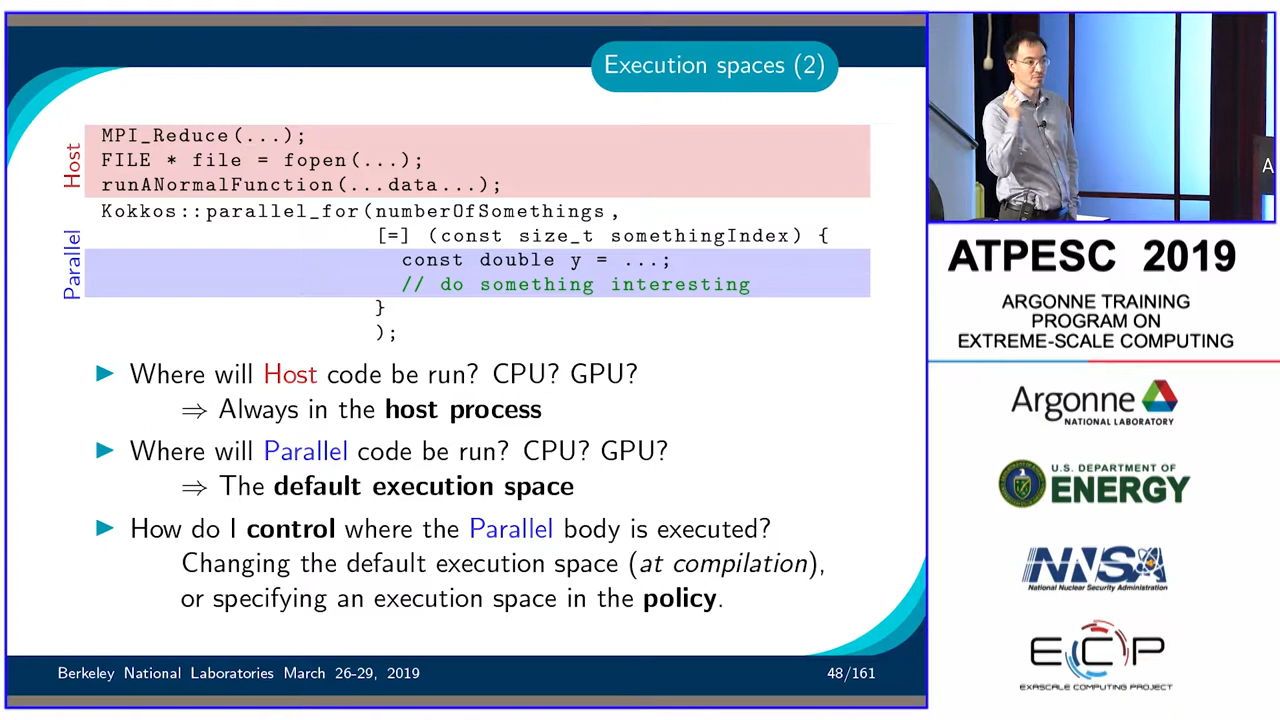 Execution spaces (2)
Host
MPI_Reduce(...);
FILE * file = fopen(...);
runANormalFunction(...data...);
Parallel
Kokkos::parallel_for(numberOfSomethings,
[=] (const size_t somethingIndex) {
const double y = ...;
// do something interesting
}
);
▶ Where will Host code be run? CPU? GPU?
⇒ Always in the host process
▶ Where will Parallel code be run? CPU? GPU?
⇒ The default execution space
▶ How do I control where the Parallel body is executed?
Changing the default execution space (at compilation),
or specifying an execution space in the policy.
Berkeley National Laboratories March 26-29, 2019
48/161
A
ATPESC 2019
ARGONNE TRAINING
PROGRAM ON
EXTREME-SCALE COMPUTING
Argonne
NATIONAL LABORATORY
U.S. DEPARTMENT OF
ENERGY
NNSA
National Nuclear Security Administration
ECP
EXASCALE COMPUTING PROJECT